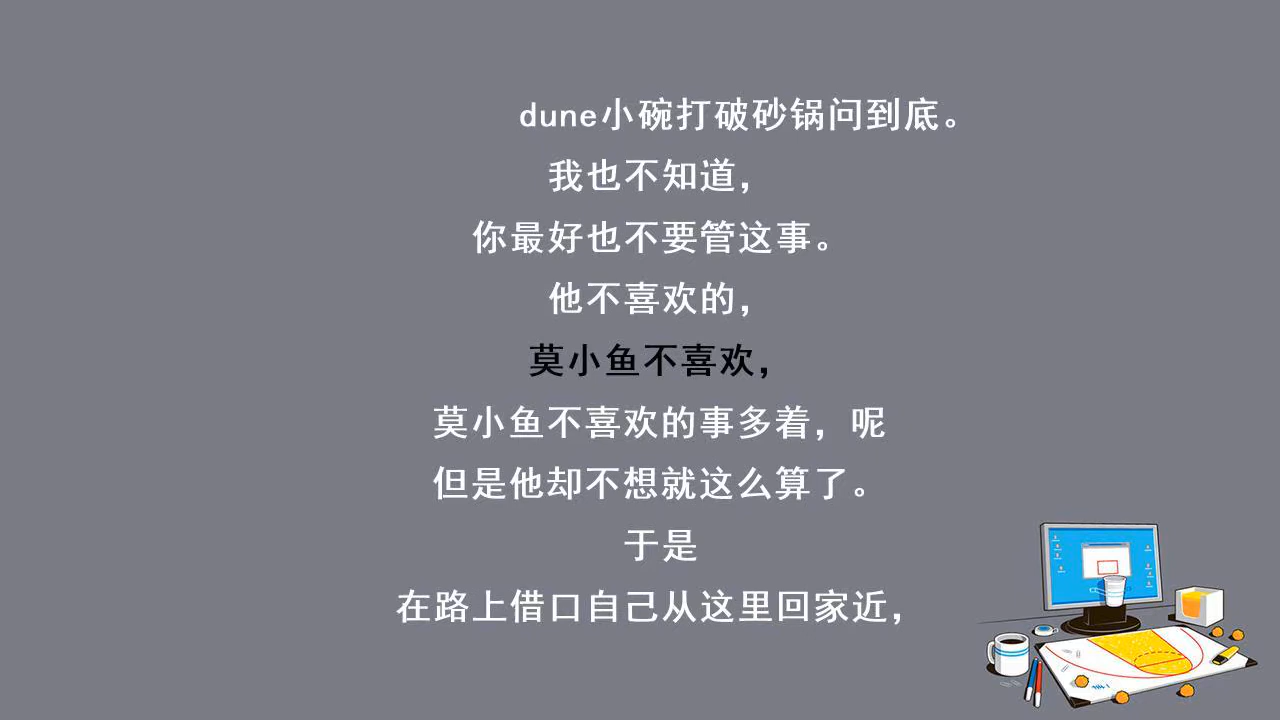 dune小碗打破砂锅问到底。
我也不知道，
你最好也不要管这事。
他不喜欢的，
莫小鱼不喜欢，
莫小鱼不喜欢的事多着，呢
但是他却不想就这么算了。
于是
在路上借口自己从这里回家近，